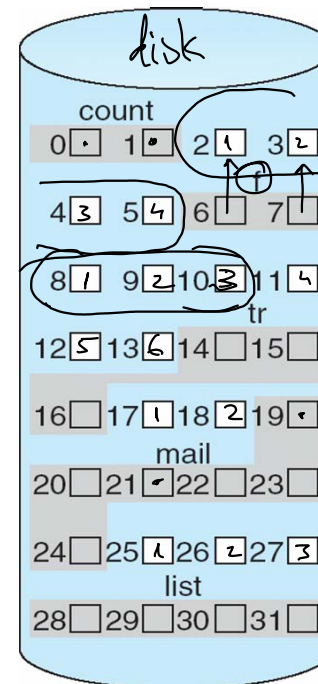 disk
count
0 . 1 . 2 1 3 2
f
4 3 5 4 6 7
8 1 9 2 10 3 11 4
tr
12 5 13 6 14 15
16 17 1 18 2 19 .
mail
20 21 . 22 23
24 25 1 26 2 27 3
list
28 29 30 31